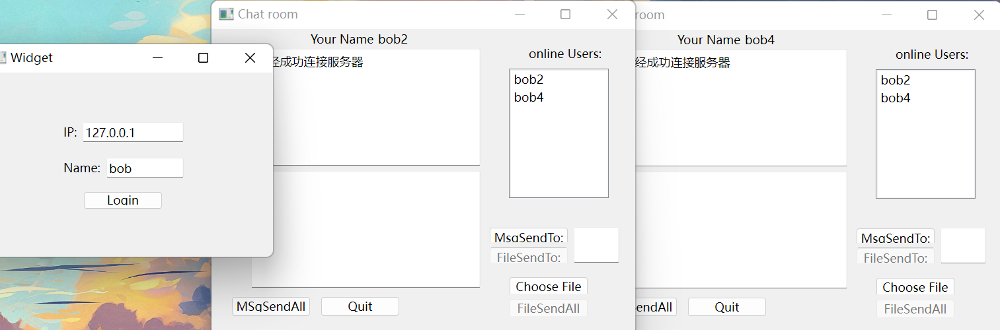 Widget
IP: 127.0.0.1
Name: bob
Login
Chat room
Your Name bob2
经成功连接服务器
online Users:
bob2
bob4
MsgSendTo:
FileSendTo:
Choose File
MSgSendAll
Quit
FileSendAll
room
Your Name bob4
经成功连接服务器
online Users:
bob2
bob4
MsgSendTo:
FileSendTo:
Choose File
endAll
Quit
FileSendAll